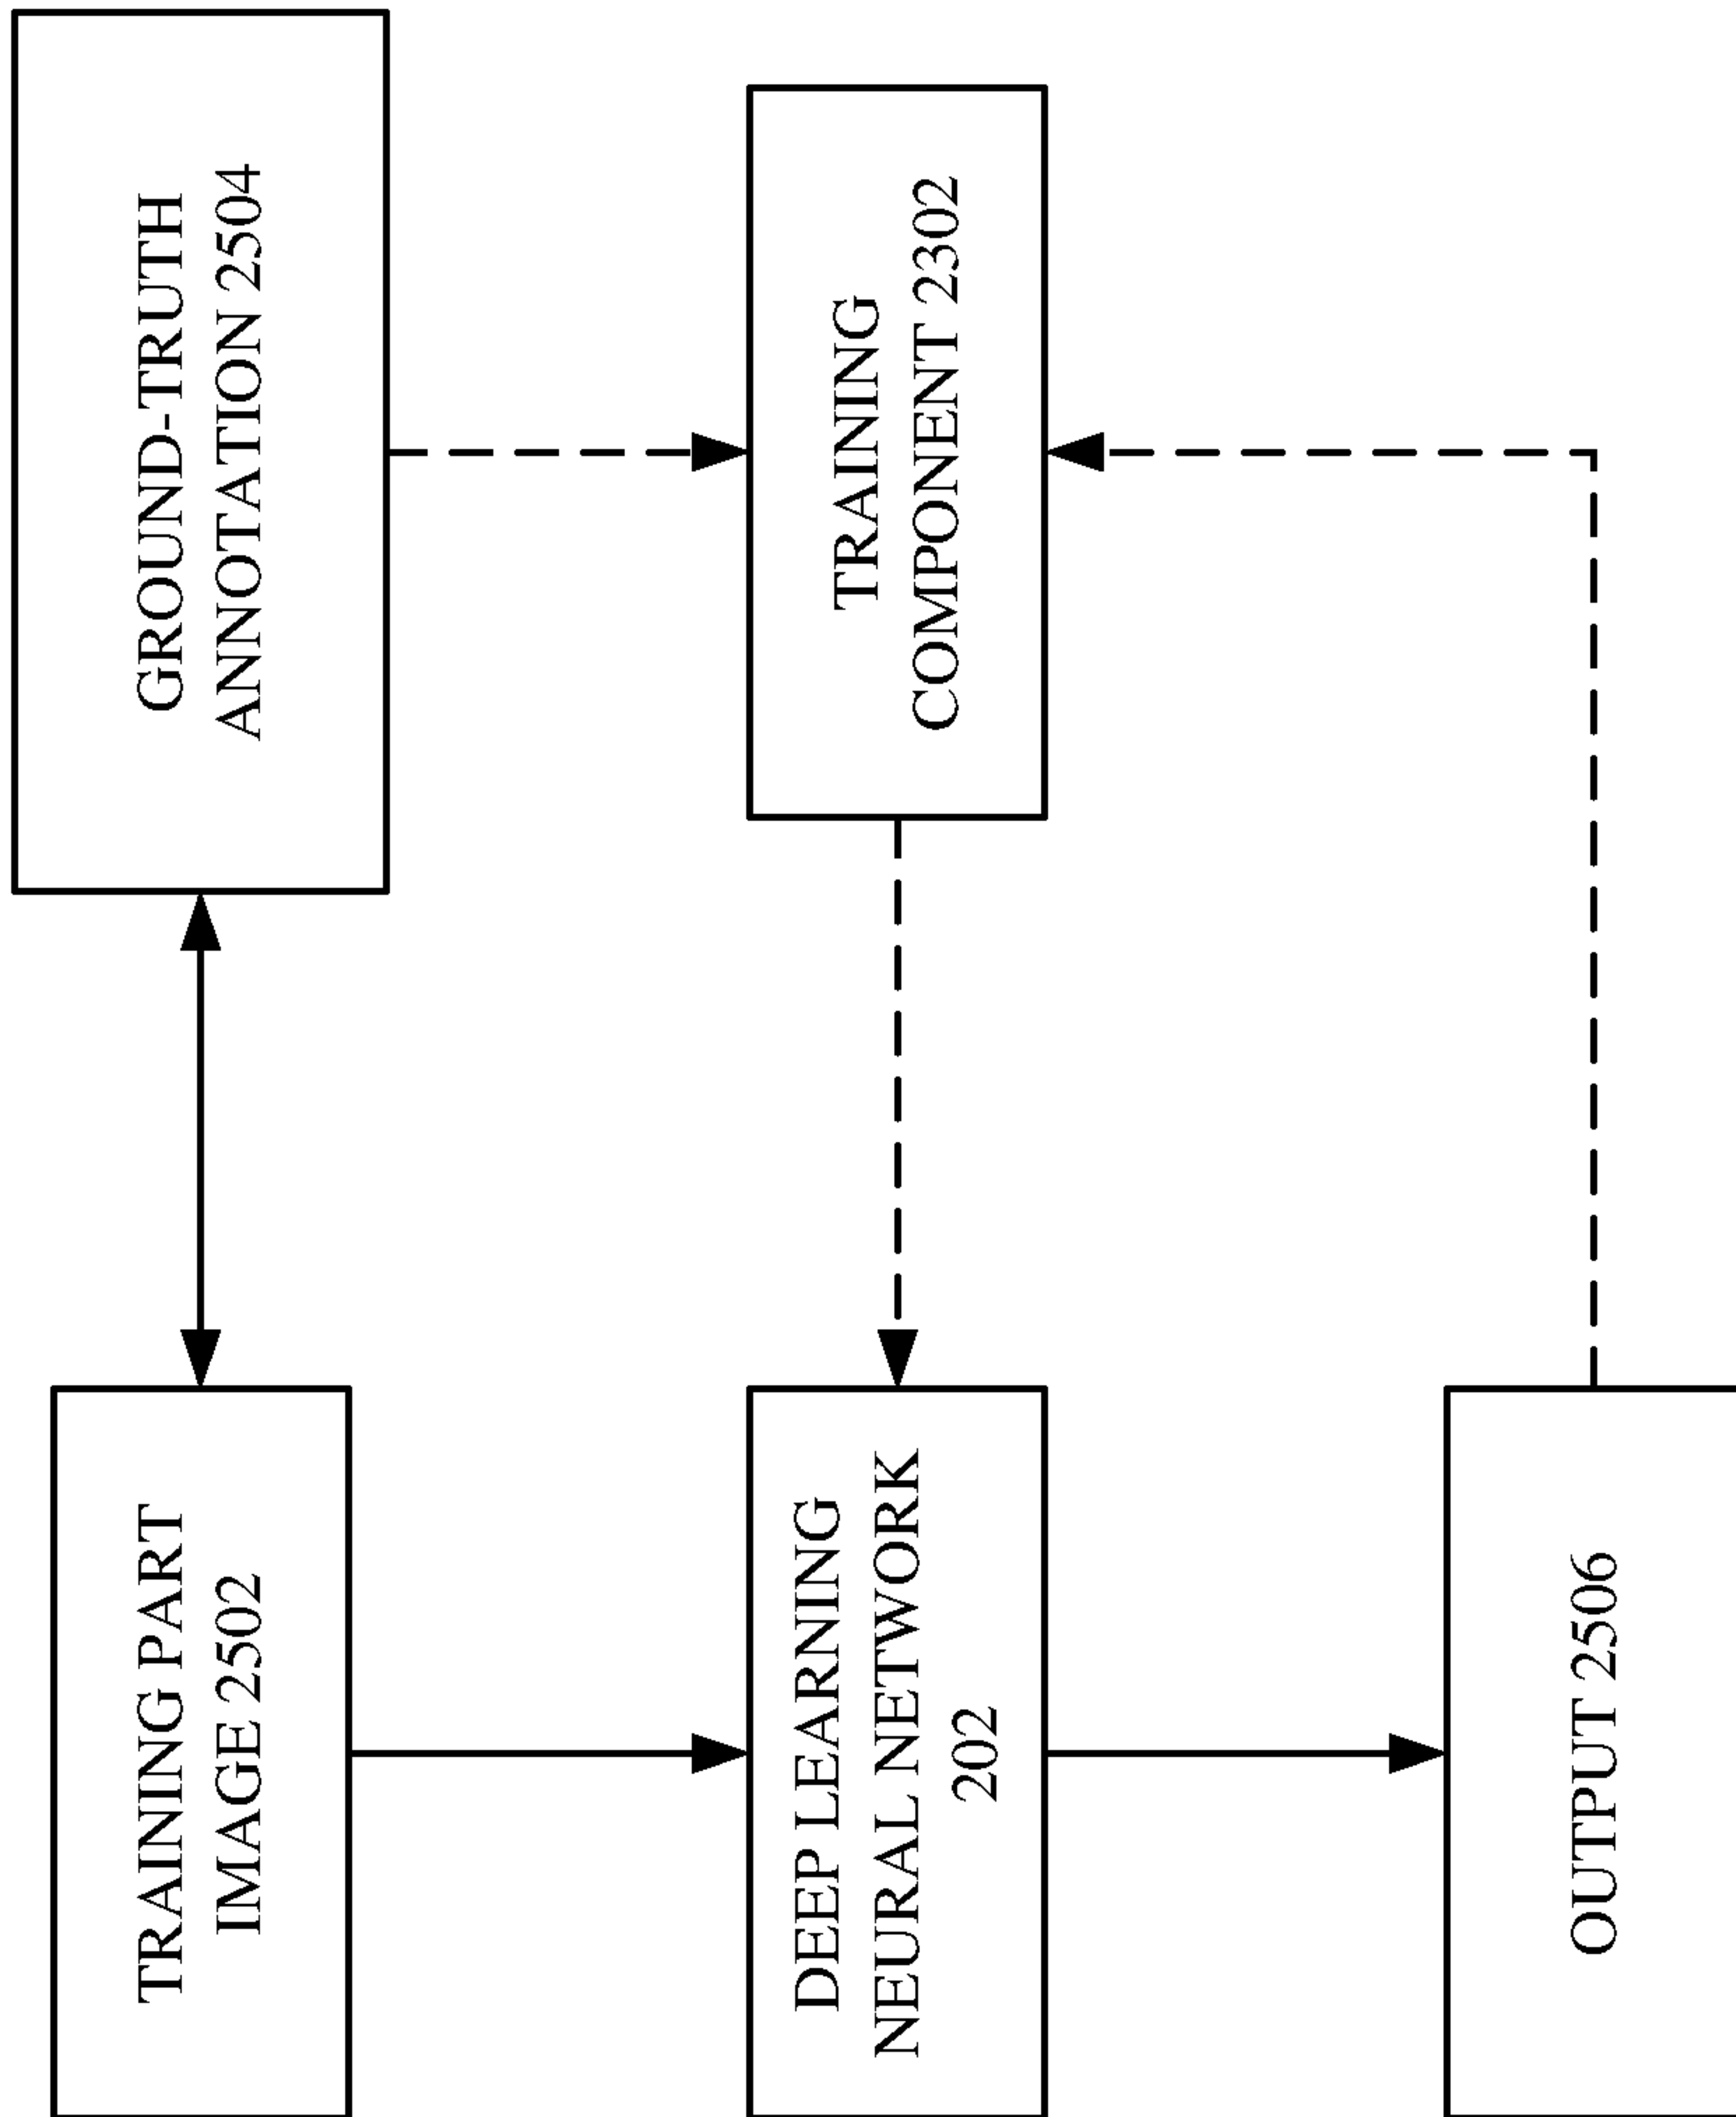 TRAINING PART
IMAGE 2502
GROUND-TRUTH
ANNOTATION 2504
DEEP LEARNING
NEURAL NETWORK
202
TRAINING
COMPONENT 2302
OUTPUT 2506